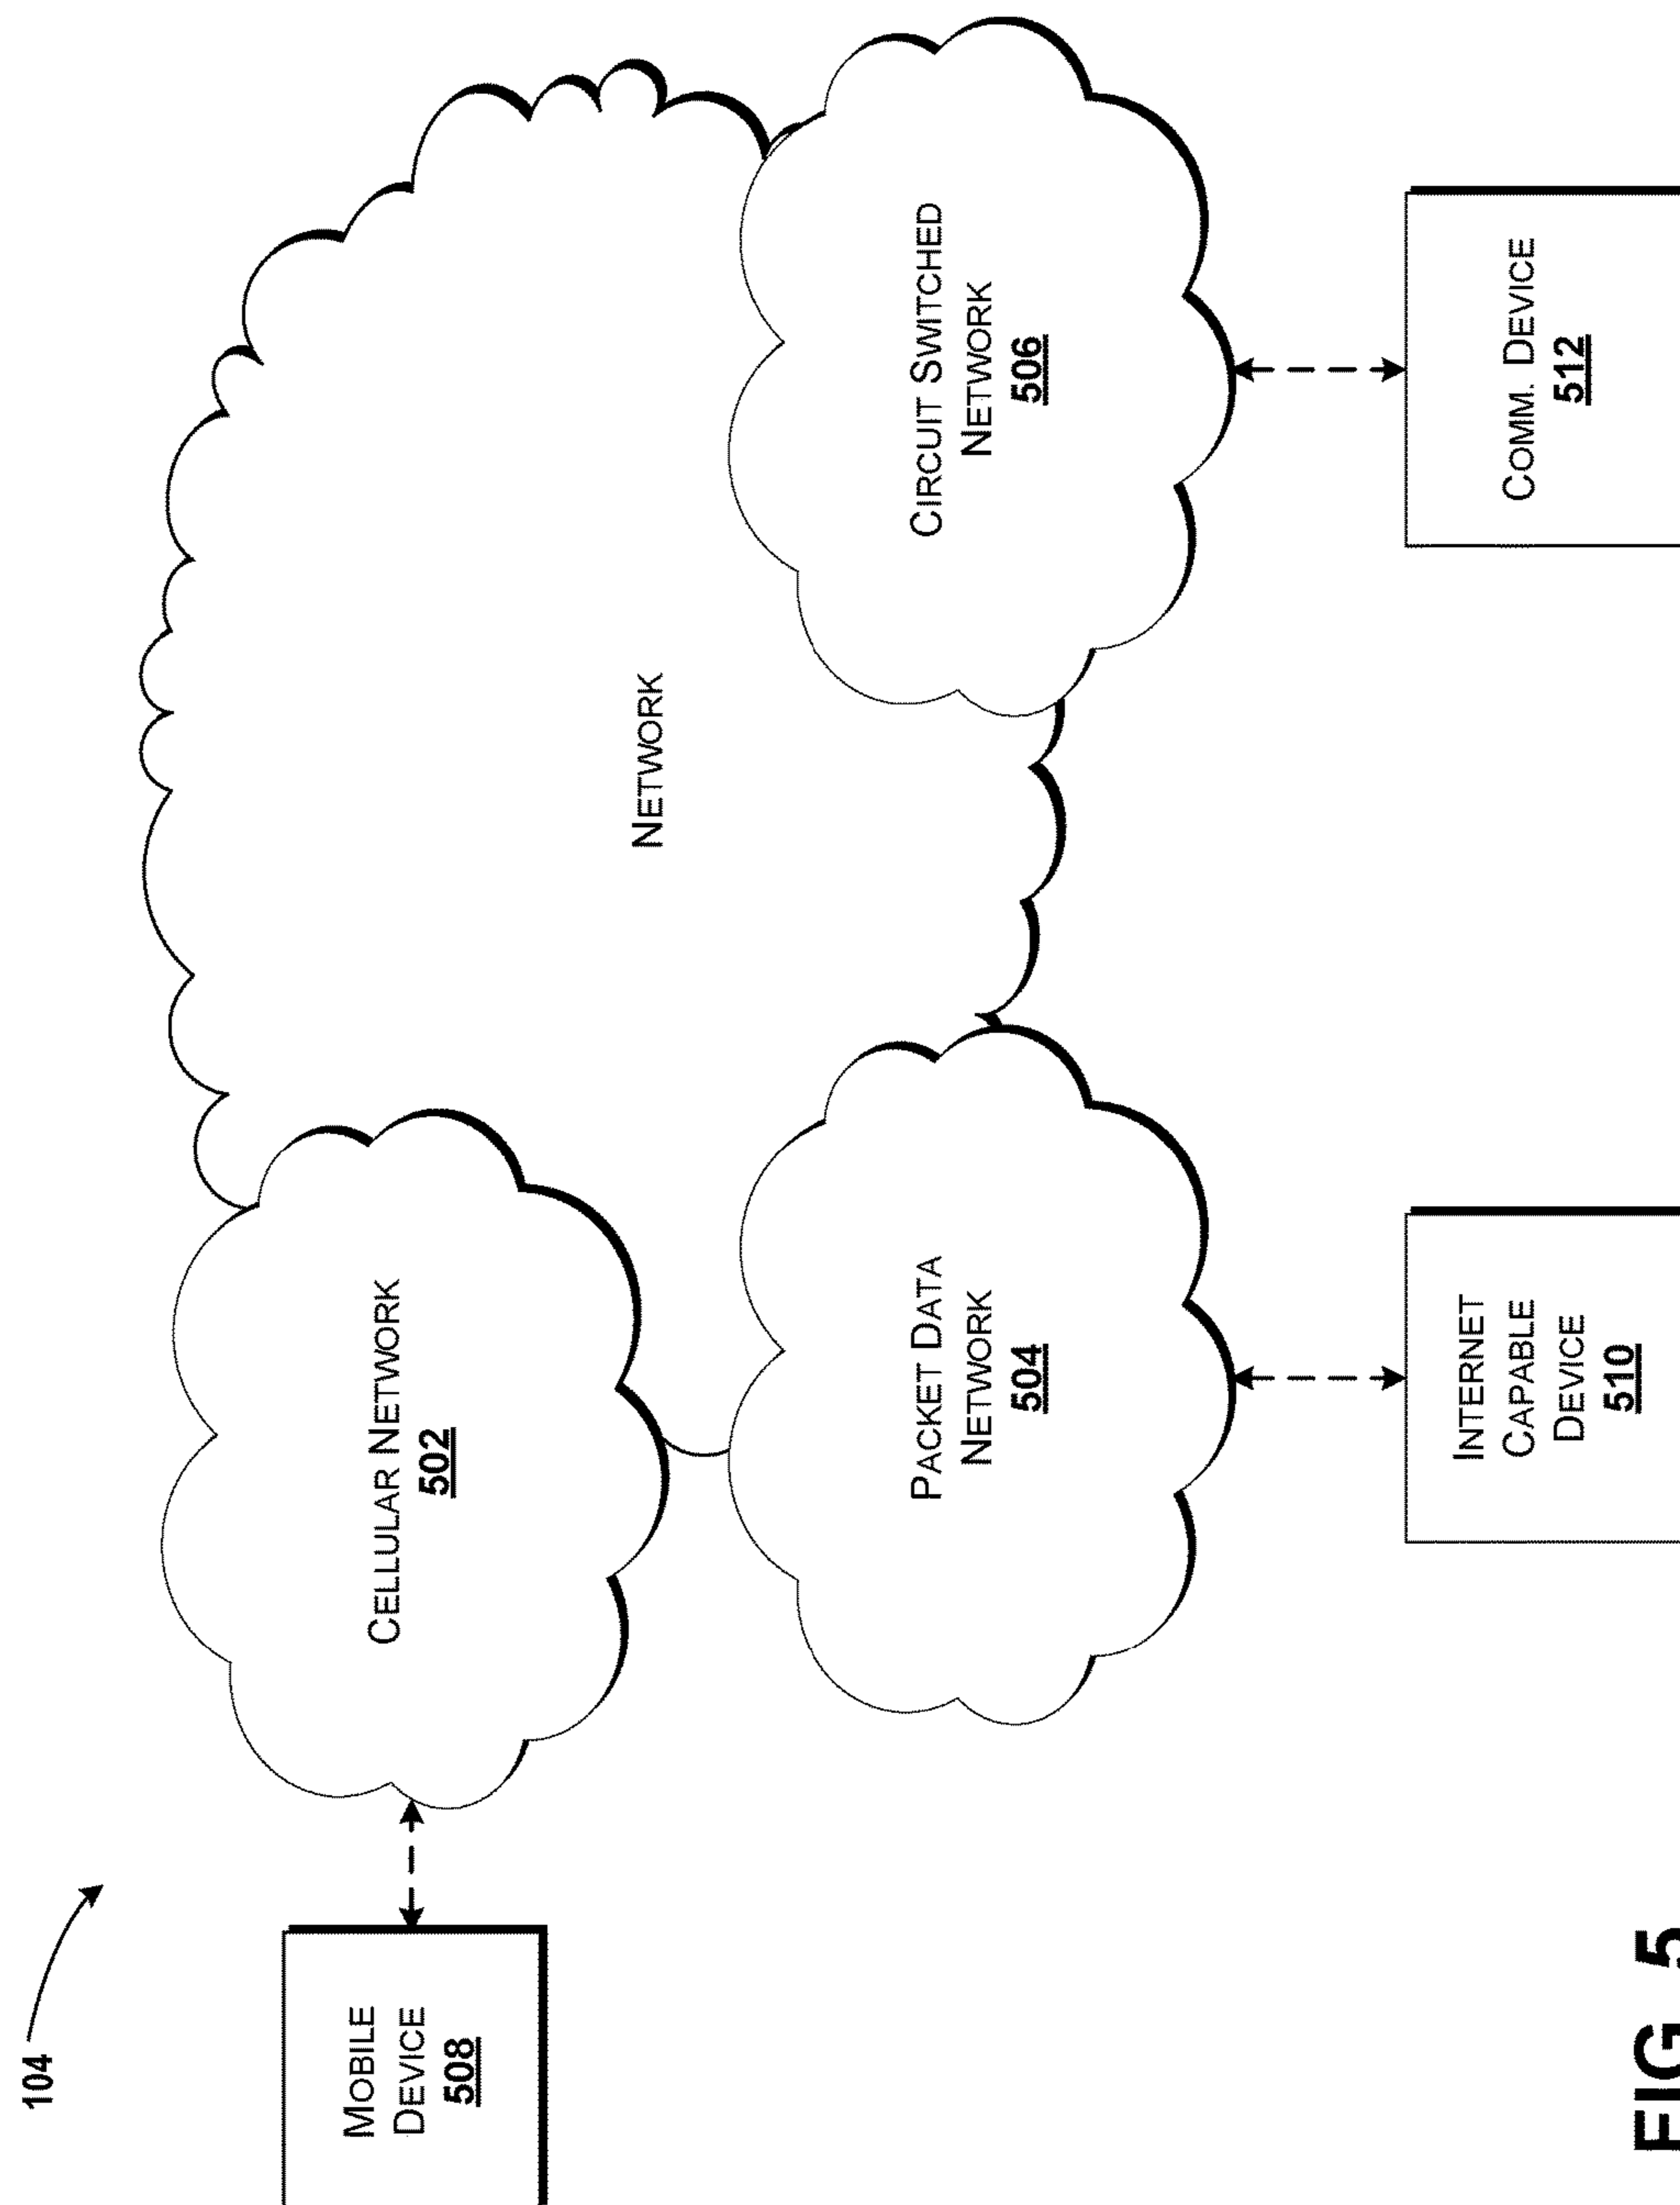 104
MOBILE
DEVICE
508
CELLULAR NETWORK
502
NETWORK
PACKET DATA
NETWORK
504
CIRCUIT SWITCHED
NETWORK
506
INTERNET
CAPABLE
DEVICE
510
COMM. DEVICE
512
FIG. 5